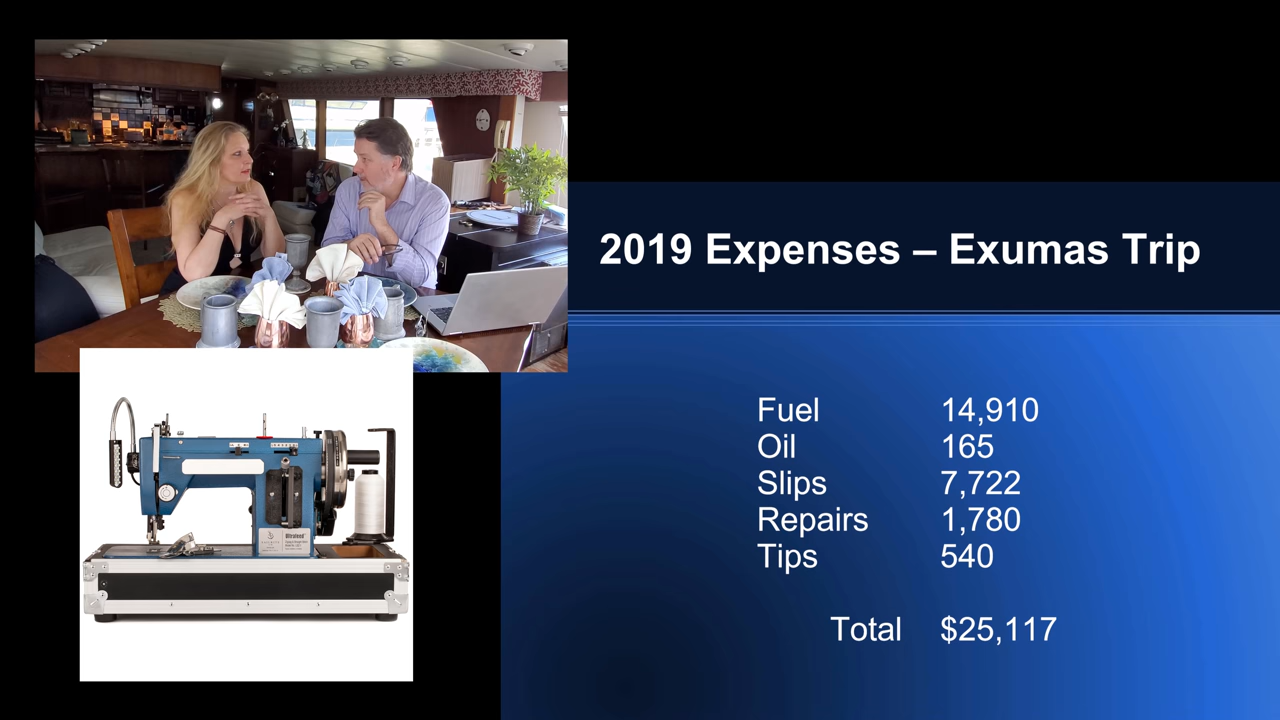 2019 Expenses – Exumas Trip
Fuel 14,910
Oil 165
Slips 7,722
Repairs 1,780
Tips 540
Total $25,117
Ultrafeed